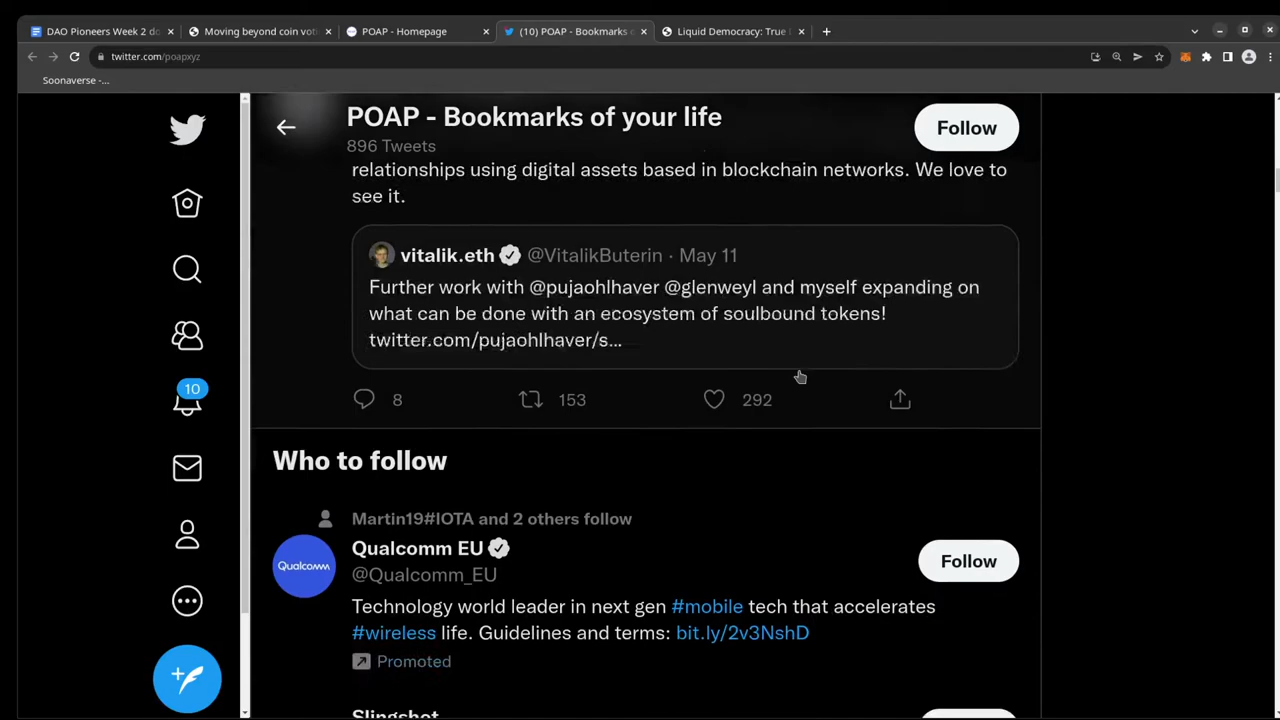 DAO Pioneers Week 2 do
Moving beyond coin voti
POAP - Homepage
(10) POAP - Bookmarks o
Liquid Democracy: True
twitter.com/poapxyz
Soonaverse -...
POAP - Bookmarks of your life
896 Tweets
Follow
relationships using digital assets based in blockchain networks. We love to
see it.
vitalik.eth @VitalikButerin · May 11
Further work with @pujaohlhaver @glenweyl and myself expanding on
what can be done with an ecosystem of soulbound tokens!
twitter.com/pujaohlhaver/s...
8 153 292
10
Who to follow
Martin19#IOTA and 2 others follow
Qualcomm
Qualcomm EU
@Qualcomm_EU
Follow
Technology world leader in next gen #mobile tech that accelerates
#wireless life. Guidelines and terms: bit.ly/2v3NshD
Promoted
Slingshot